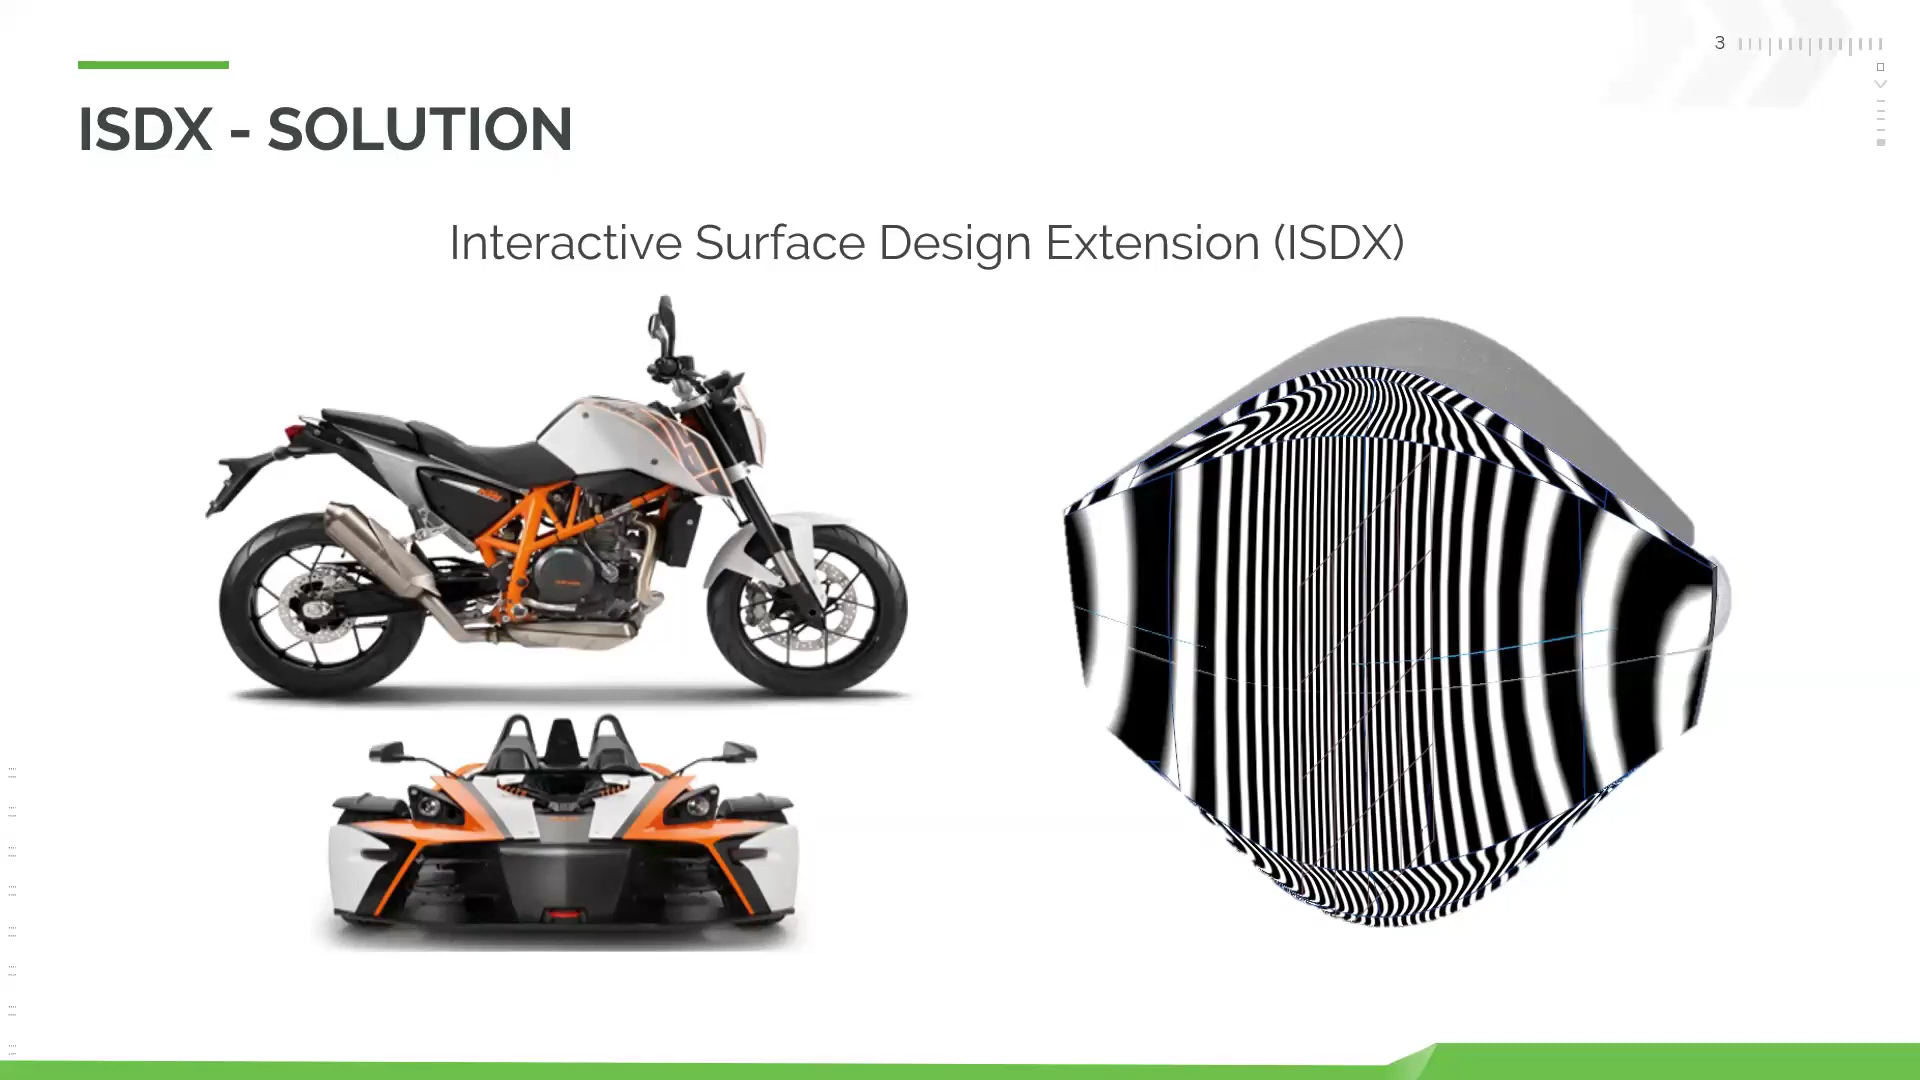 3
ISDX - SOLUTION
Interactive Surface Design Extension (ISDX)